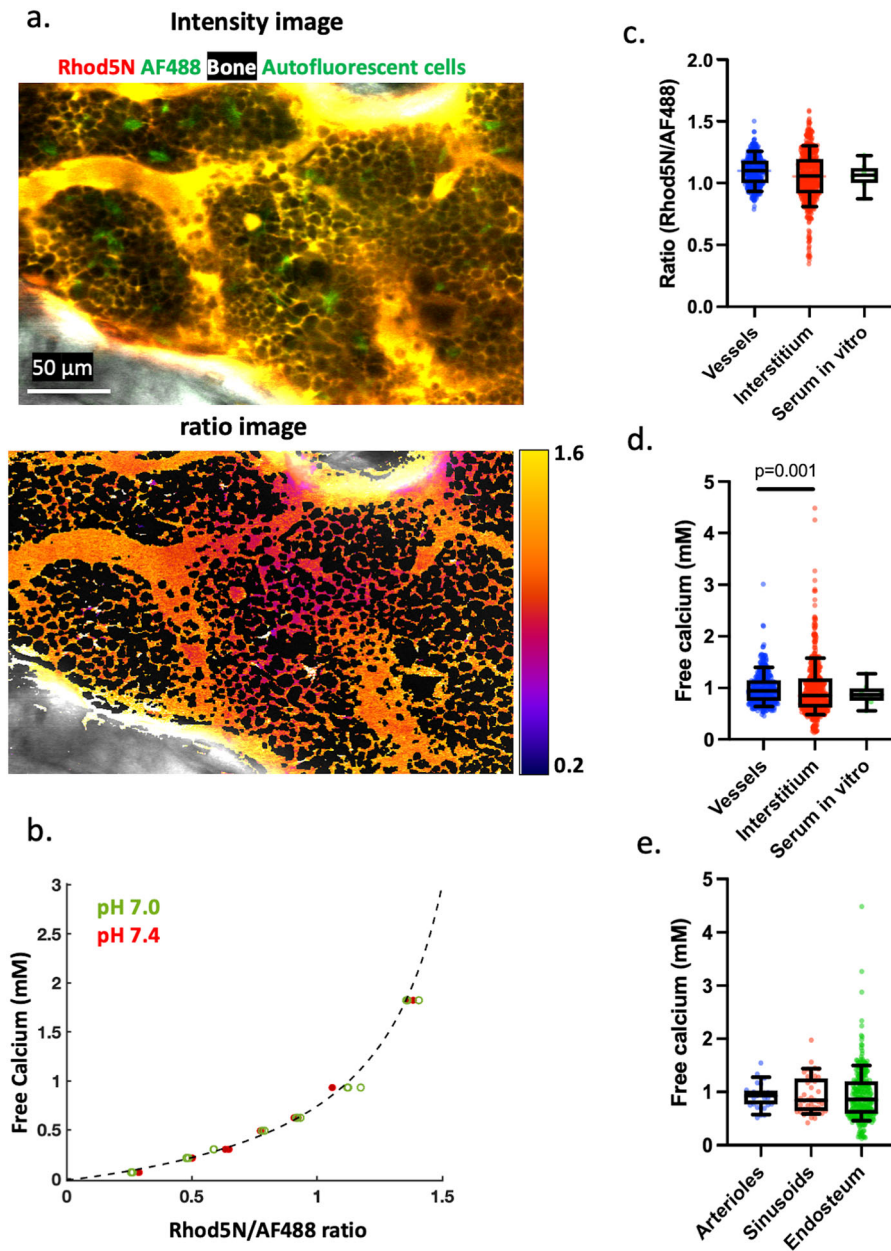 a.
Intensity image
Rhod5N AF488 Bone Autofluorescent cells
50 µm
ratio image
1.6
0.2
b.
3
2.5
2
1.5
1
0.5
0
Free Calcium (mM)
pH 7.0
pH 7.4
0 0.5 1 1.5
Rhod5N/AF488 ratio
c.
2.0
1.5
1.0
0.5
0.0
Ratio (Rhod5N/AF488)
Vessels
Interstitium
Serum in vitro
d.
p=0.001
5
4
3
2
1
0
Free calcium (mM)
Vessels
Interstitium
Serum in vitro
e.
5
4
3
2
1
0
Free calcium (mM)
Arterioles
Sinusoids
Endosteum